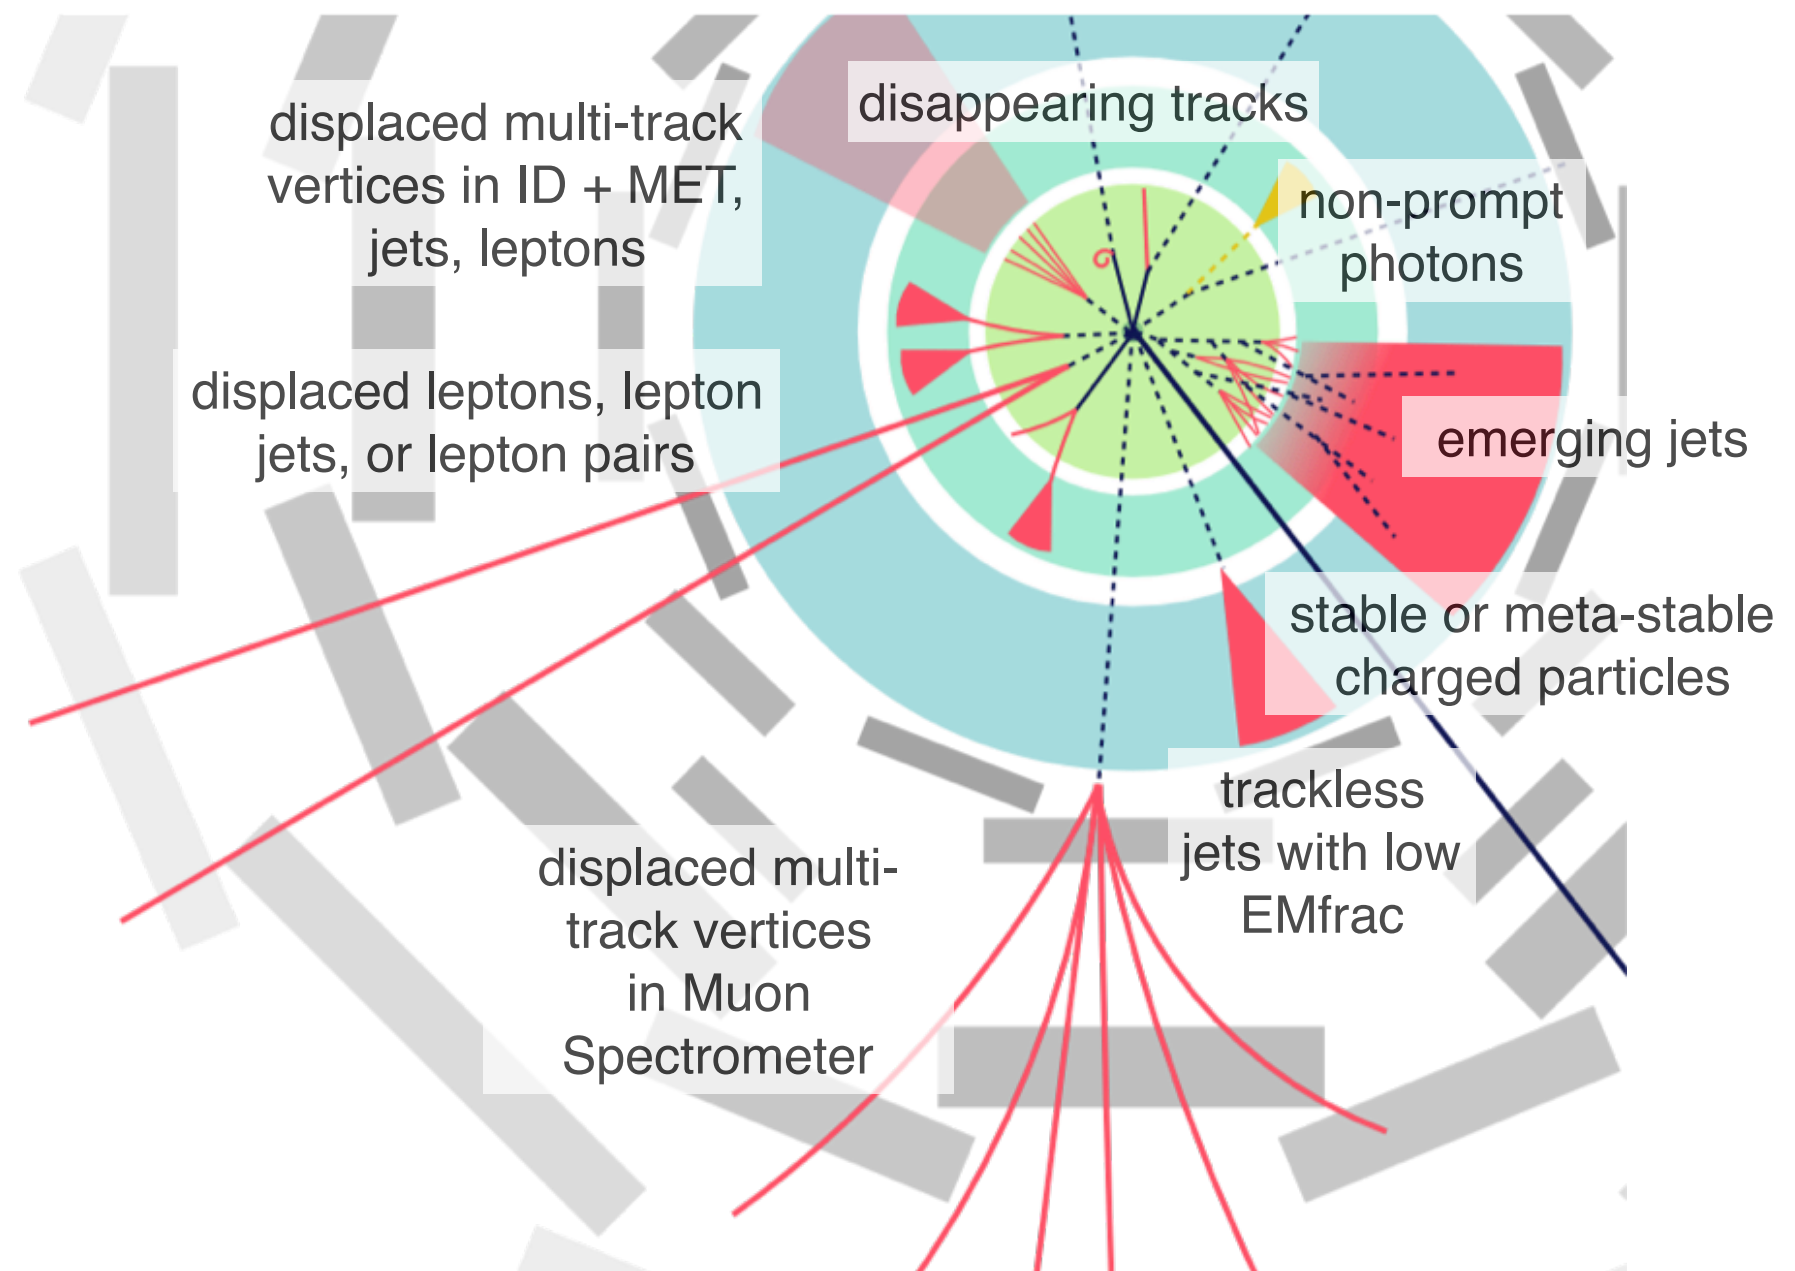 disappearing tracks
displaced multi-track
vertices in ID + MET,
jets, leptons
non-prompt
photons
displaced leptons, lepton
jets, or lepton pairs
emerging jets
stable or meta-stable
charged particles
trackless
jets with low
EMfrac
displaced multi-
track vertices
in Muon
Spectrometer